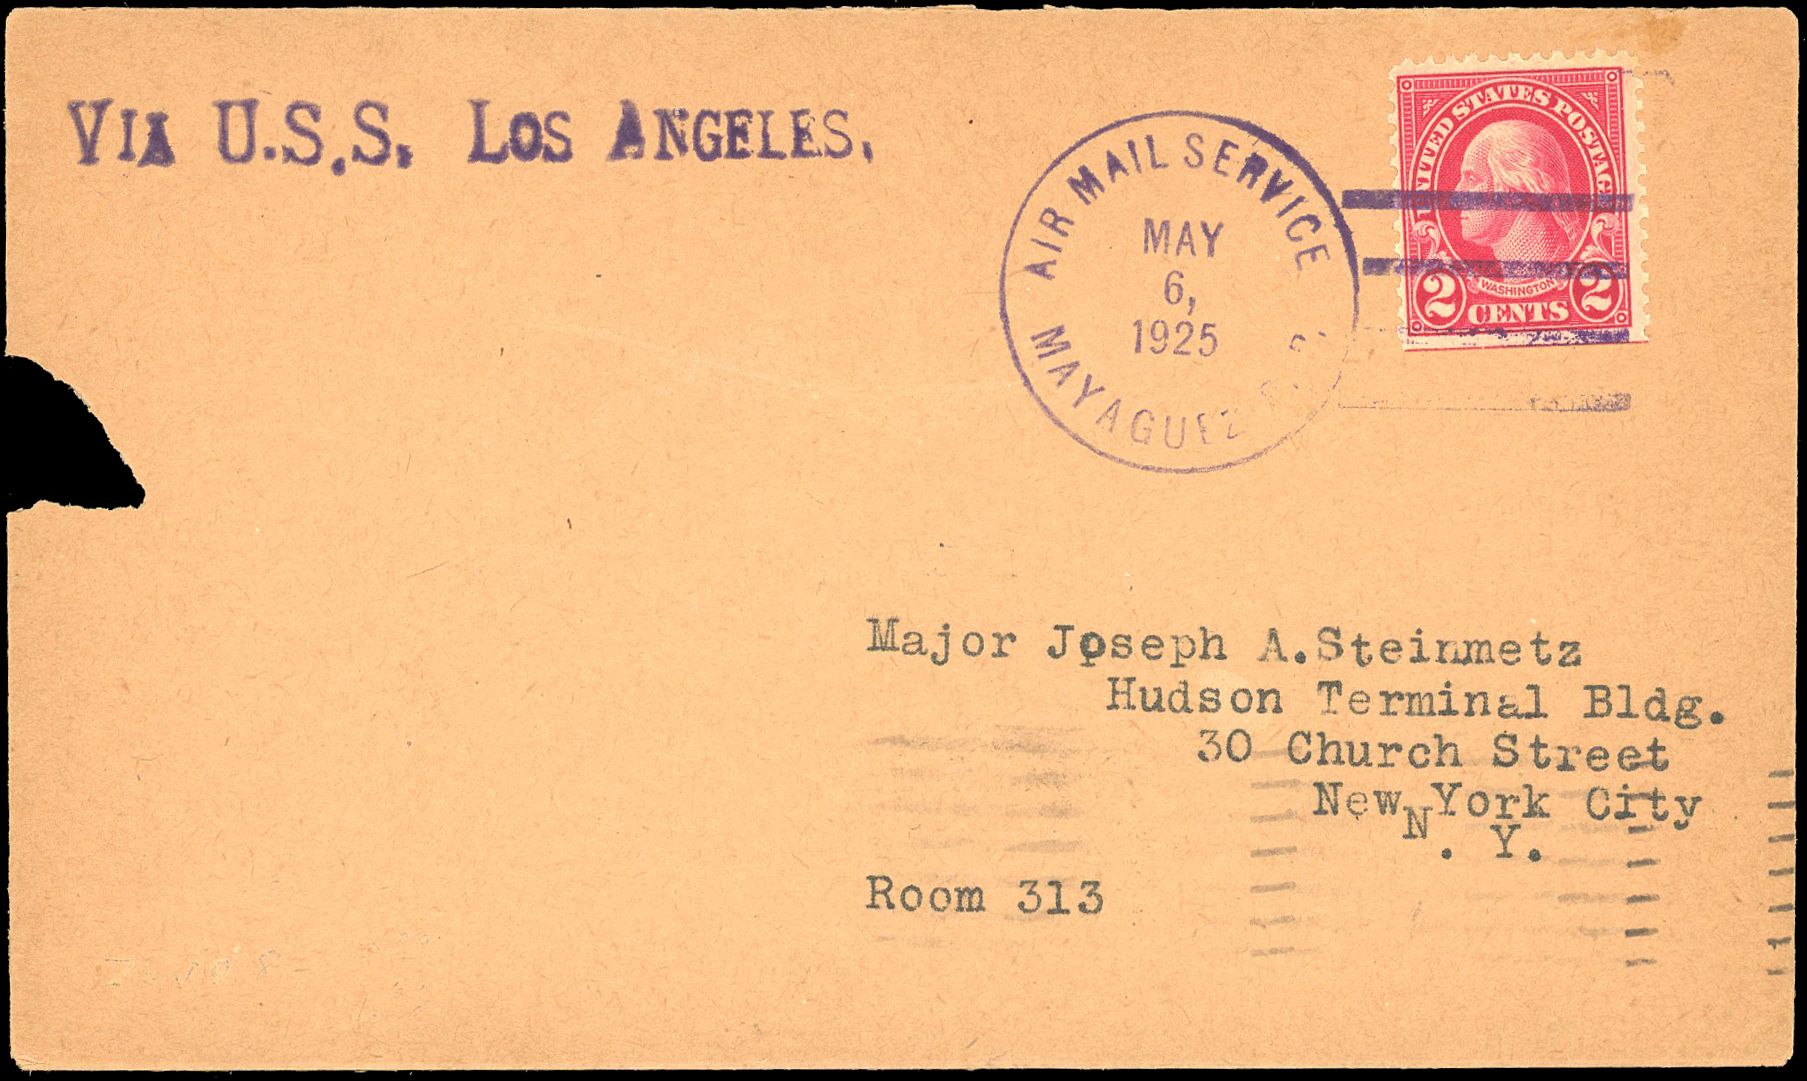 VIA U.S.S. LOS ANGELES.
AIR MAIL SERVICE
MAY
6,
1925
MAYAGUEZ
UNITED STATES POSTAGE
WASHINGTON
2 CENTS 2
Major Joseph A.Steinmetz
Hudson Terminal Bldg.
30 Church Street
New York City
N. Y.
Room 313